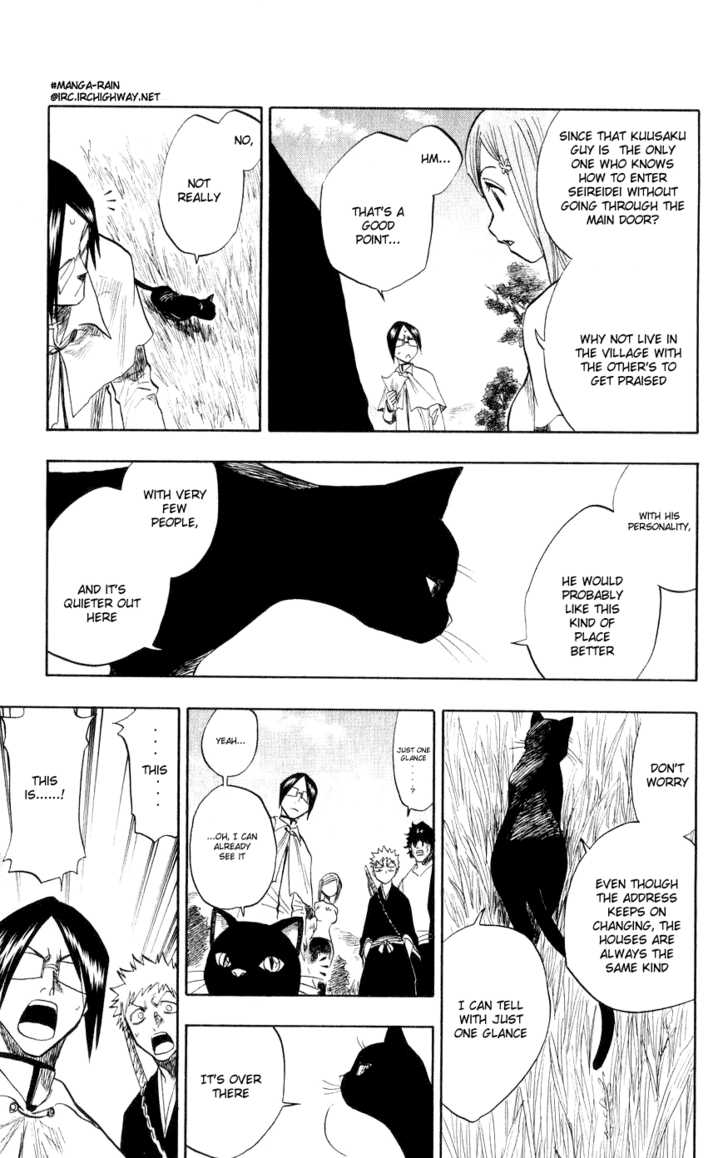 #MANGA-RAIN
@IRC.IRCHIGHWAY.NET
SINCE THAT KUUSAKU
GUY IS THE ONLY
ONE WHO KNOWS
HOW TO ENTER
SEIREIDEI WITHOUT
GOING THROUGH THE
MAIN DOOR?
WHY NOT LIVE IN
THE VILLAGE WITH
THE OTHER'S TO
GET PRAISED
HM...
THAT'S A
GOOD
POINT...
NO,
NOT
REALLY
WITH HIS
PERSONALITY,
HE WOULD
PROBABLY
LIKE THIS
KIND OF
PLACE
BETTER
WITH VERY
FEW
PEOPLE,
AND IT'S
QUIETER OUT
HERE
DON'T
WORRY
EVEN THOUGH
THE ADDRESS
KEEPS ON
CHANGING, THE
HOUSES ARE
ALWAYS THE
SAME KIND
I CAN TELL
WITH JUST
ONE GLANCE
JUST ONE
GLANCE
...?
YEAH...
...OH, I CAN
ALREADY
SEE IT
IT'S OVER
THERE
...
THIS
...
THIS
IS......!